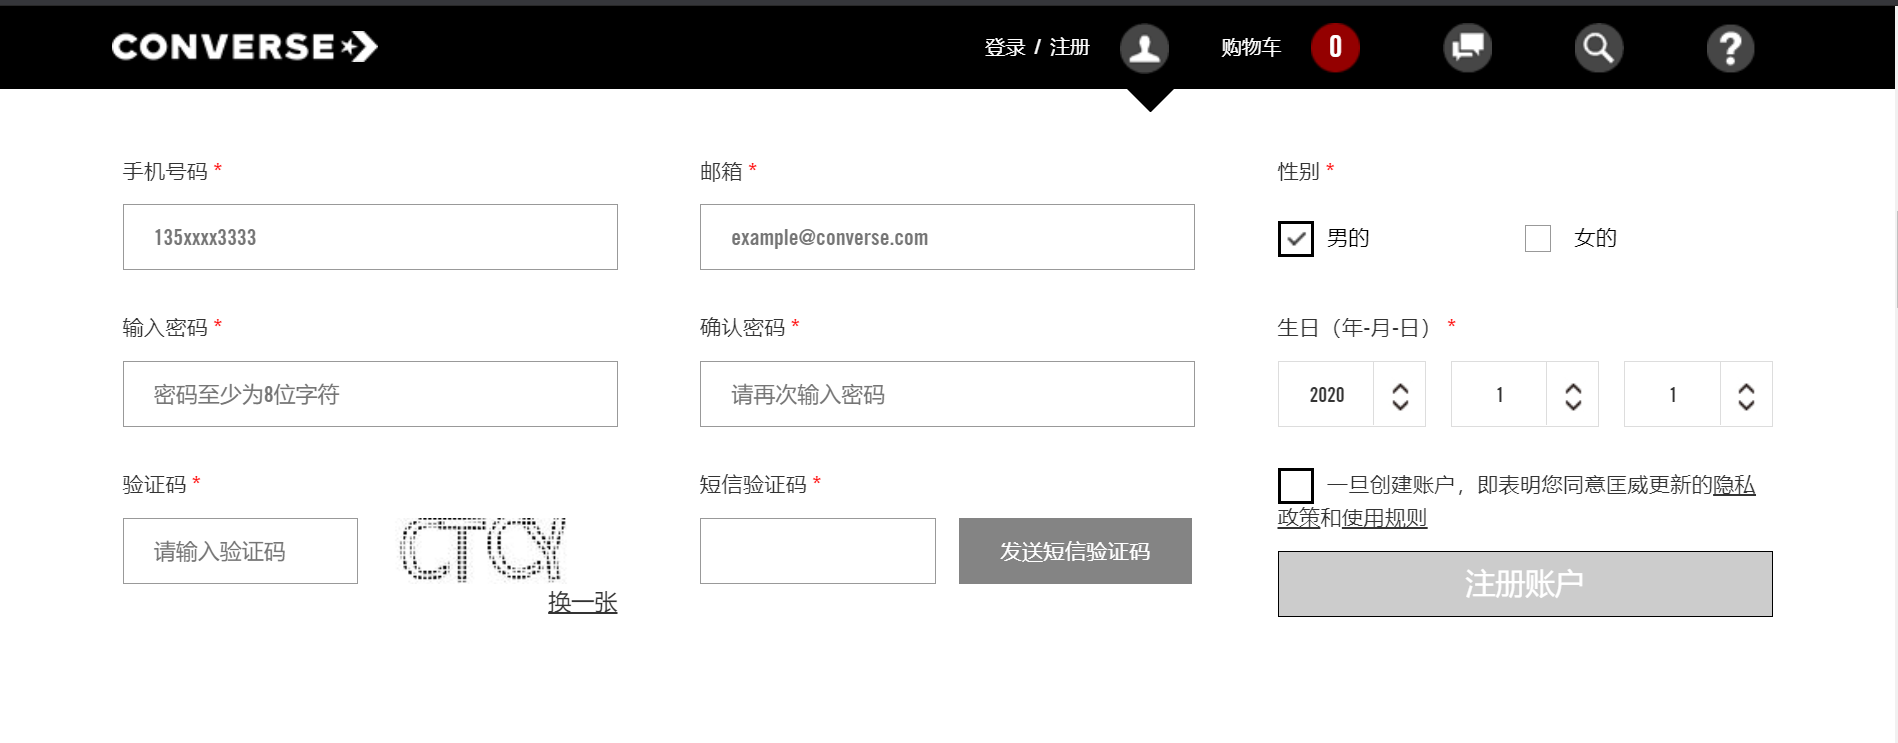 CONVERSE
登录 / 注册
购物车
0
手机号码 *
邮箱 *
性别 *
135xxxx3333
example@converse.com
男的
女的
输入密码 *
确认密码 *
生日（年-月-日） *
密码至少为8位字符
请再次输入密码
2020
1
1
验证码 *
短信验证码 *
一旦创建账户，即表明您同意匡威更新的隐私
政策和使用规则
请输入验证码
CTCY
发送短信验证码
换一张
注册账户